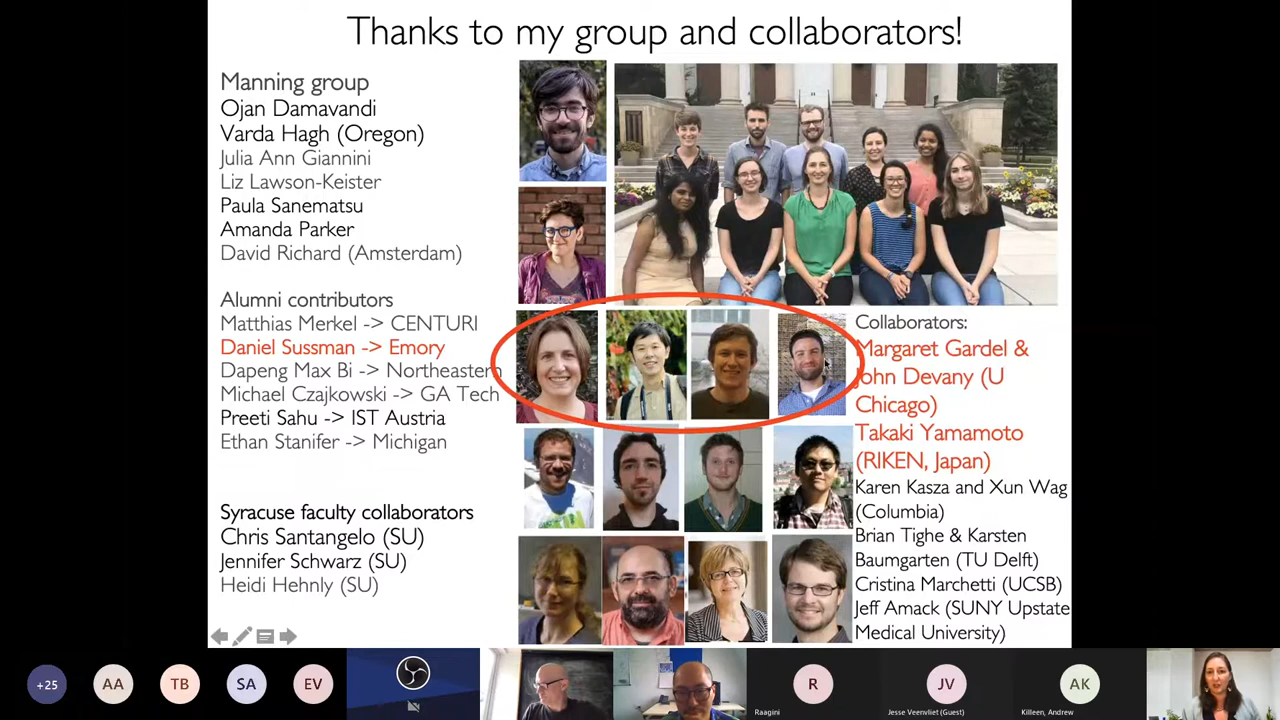 Thanks to my group and collaborators!
Manning group
Ojan Damavandi
Varda Hagh (Oregon)
Julia Ann Giannini
Liz Lawson-Keister
Paula Sanematsu
Amanda Parker
David Richard (Amsterdam)
Alumni contributors
Matthias Merkel -> CENTURI
Daniel Sussman -> Emory
Dapeng Max Bi -> Northeastern
Michael Czajkowski -> GA Tech
Preeti Sahu -> IST Austria
Ethan Stanifer -> Michigan
Syracuse faculty collaborators
Chris Santangelo (SU)
Jennifer Schwarz (SU)
Heidi Hehnly (SU)
Collaborators:
Margaret Gardel &
John Devany (U
Chicago)
Takaki Yamamoto
(RIKEN, Japan)
Karen Kasza and Xun Wag
(Columbia)
Brian Tighe & Karsten
Baumgarten (TU Delft)
Cristina Marchetti (UCSB)
Jeff Amack (SUNY Upstate
Medical University)
+25
AA
TB
SA
EV
R
Raagini
JV
Jesse Veenvliet (Guest)
AK
Killeen, Andrew